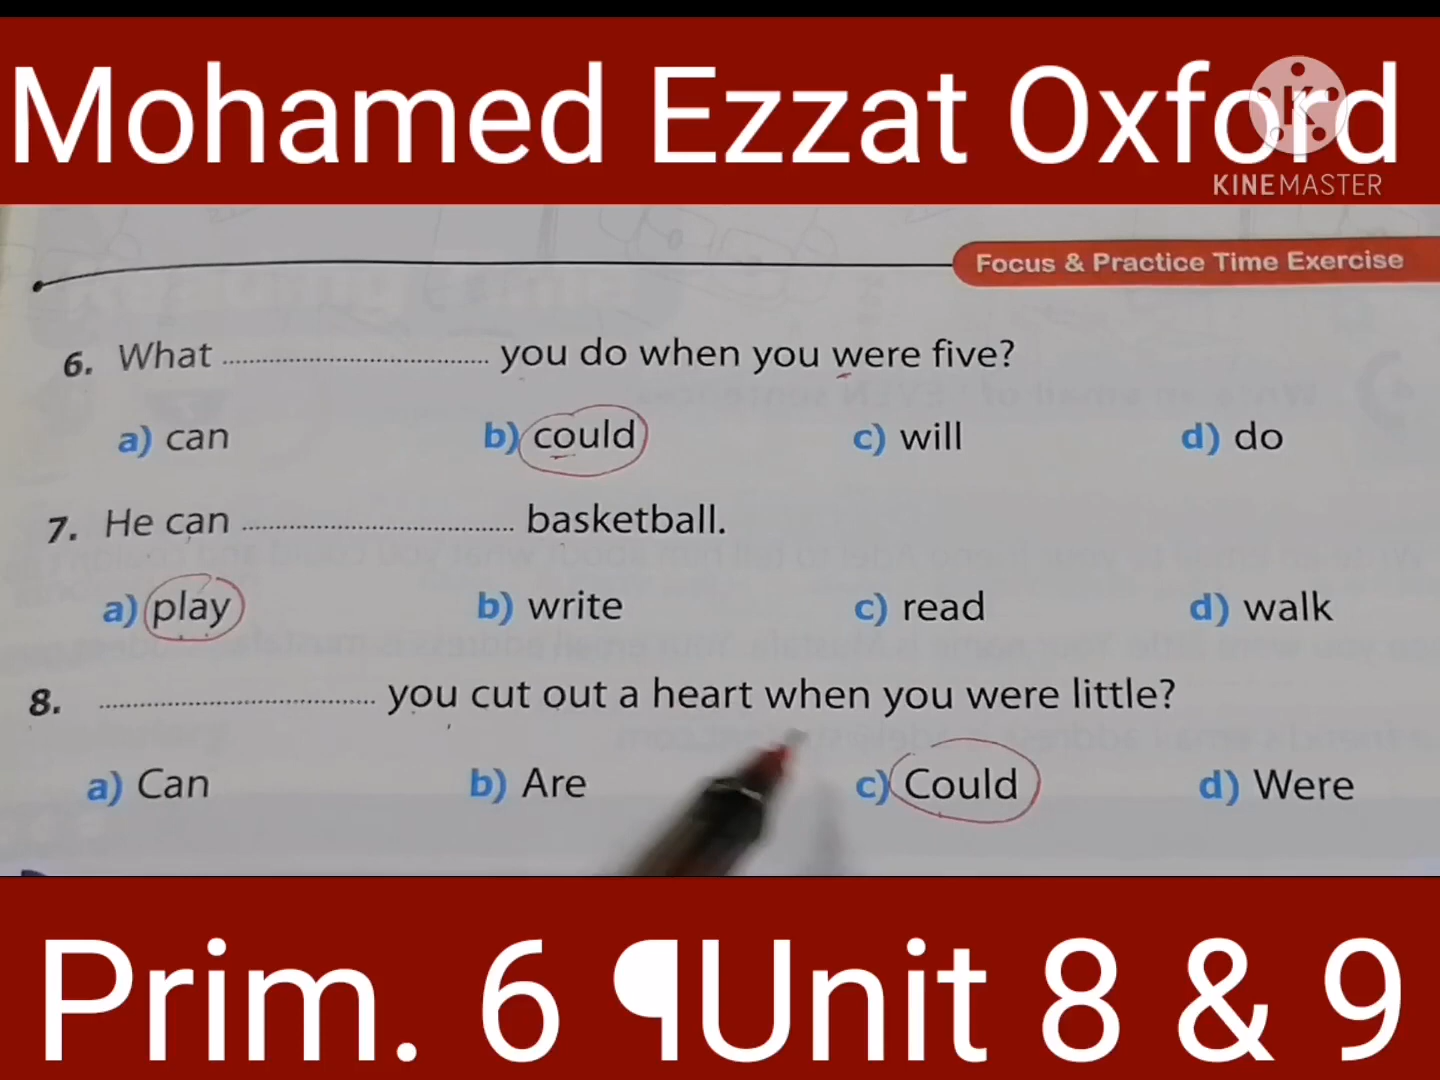 Mohamed Ezzat Oxford
KINEMASTER
Focus & Practice Time Exercise
6. What .............................. you do when you were five?
a) can b) could c) will d) do
7. He can .............................. basketball.
a) play b) write c) read d) walk
8. .............................. you cut out a heart when you were little?
a) Can b) Are c) Could d) Were
Prim. 6 ¶Unit 8 & 9